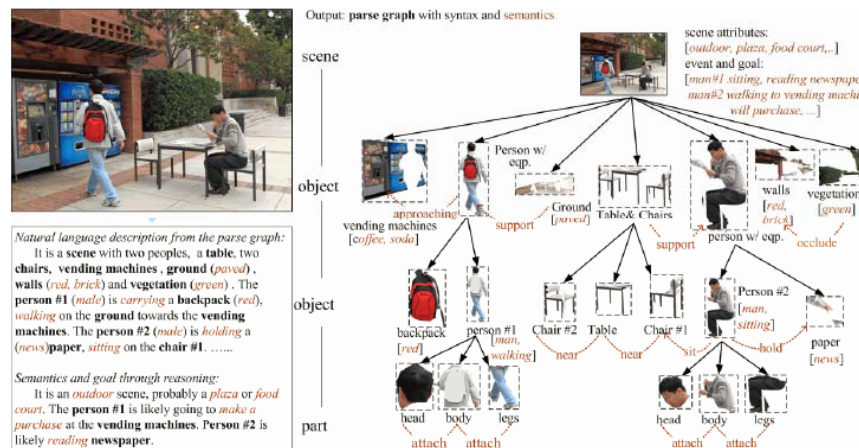 Output: parse graph with syntax and semantics
scene
scene attributes:
[outdoor, plaza, food court,..]
event and goal:
[man#1 sitting, reading newspape
man#2 walking to vending machi
will purchase, ...]
object
vending machines
[coffee, soda]
approaching
Person w/
eqp.
support
Ground
[paved]
Table& Chairs
support
person w/ eqp.
walls
[red,
brick]
occlude
vegetation
[green]
object
backpack
[red]
person #1
[man,
walking]
Chair #2
near
Table
near
Chair #1
sit
Person #2
[man,
sitting]
hold
paper
[news]
part
head
body
legs
attach
attach
head
body
legs
attach
attach
Natural language description from the parse graph:
It is a scene with two peoples, a table, two
chairs, vending machines , ground (paved) ,
walls (red, brick) and vegetation (green) . The
person #1 (male) is carrying a backpack (red),
walking on the ground towards the vending
machines. The person #2 (male) is holding a
(news)paper, sitting on the chair #1. ......
Semantics and goal through reasoning:
It is an outdoor scene, probably a plaza or food
court. The person #1 is likely going to make a
purchase at the vending machines. Person #2 is
likely reading newspaper.